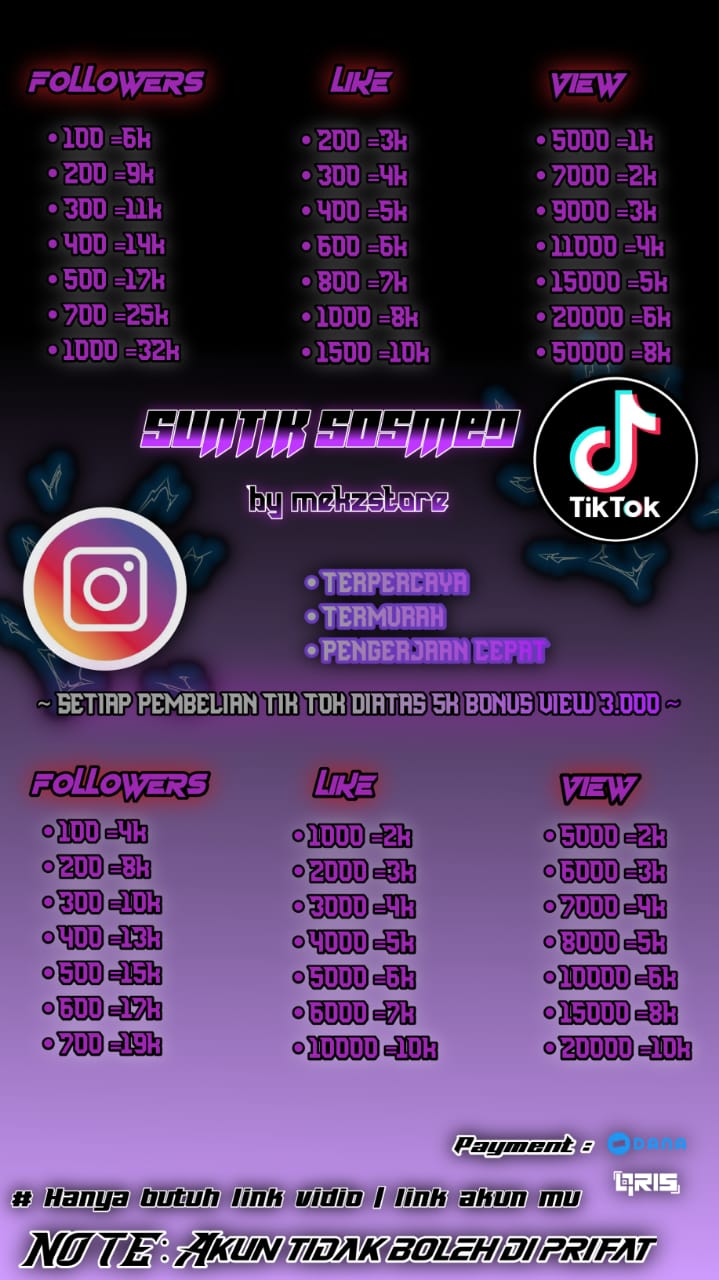 FOLLOWERS
• 100 =6k
• 200 =9k
• 300 =11k
• 400 =14k
• 500 =17k
• 700 =25k
• 1000 =32k
LIKE
• 200 =3k
• 300 =4k
• 400 =5k
• 600 =6k
• 800 =7k
• 1000 =8k
• 1500 =10k
VIEW
• 5000 =1k
• 7000 =2k
• 9000 =3k
• 11000 =4k
• 15000 =5k
• 20000 =6k
• 50000 =8k
SUNTIK SOSMED
by mekzstore
TikTok
• TERPERCAYA
• TERMURAH
• PENGERJAAN CEPAT
~ SETIAP PEMBELIAN TIK TOK DIATAS 5K BONUS VIEW 3.000 ~
FOLLOWERS
• 100 =4k
• 200 =8k
• 300 =10k
• 400 =13k
• 500 =15k
• 600 =17k
• 700 =19k
LIKE
• 1000 =2k
• 2000 =3k
• 3000 =4k
• 4000 =5k
• 5000 =6k
• 6000 =7k
• 10000 =10k
VIEW
• 5000 =2k
• 6000 =3k
• 7000 =4k
• 8000 =5k
• 10000 =6k
• 15000 =8k
• 20000 =10k
Payment : DANA
QRIS
# Hanya butuh link vidio | link akun mu
NOTE : AKUN TIDAK BOLEH DI PRIFAT